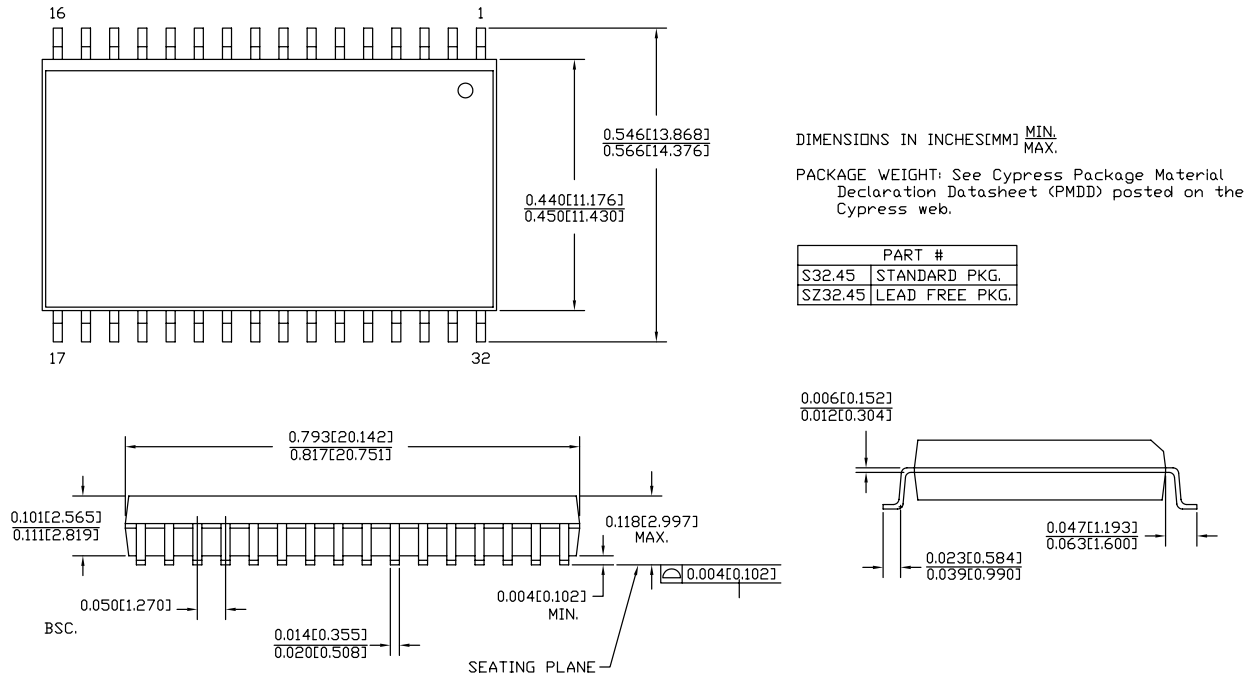 16 1
0.546[13.868]
0.566[14.376]
0.440[11.176]
0.450[11.430]
17 32
DIMENSIONS IN INCHES[MM] MIN.
MAX.
PACKAGE WEIGHT: See Cypress Package Material
Declaration Datasheet (PMDD) posted on the
Cypress web.
PART #
S32.45 STANDARD PKG.
SZ32.45 LEAD FREE PKG.
0.793[20.142]
0.817[20.751]
0.101[2.565]
0.111[2.819]
0.118[2.997]
MAX.
0.004[0.102]
0.050[1.270]
BSC.
0.004[0.102]
MIN.
0.014[0.355]
0.020[0.508]
SEATING PLANE
0.006[0.152]
0.012[0.304]
0.047[1.193]
0.063[1.600]
0.023[0.584]
0.039[0.990]